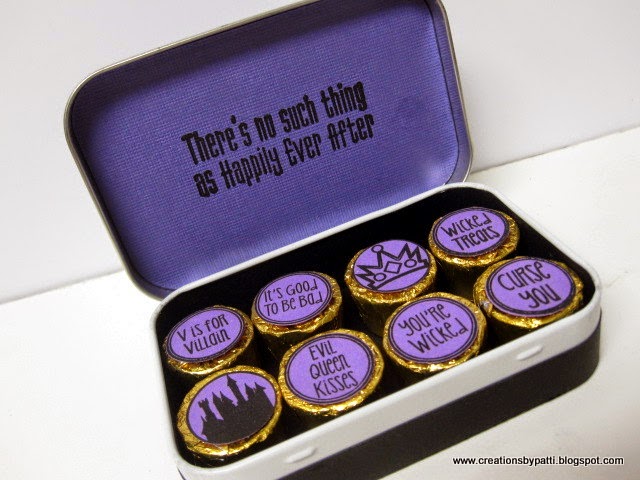 There's no such thing
as Happily Ever After
V is for
Villain
It's Good
to be Bad
Wicked
Treats
Evil
Queen
Kisses
You're
Wicked
Curse
You
www.creationsbypatti.blogspot.com